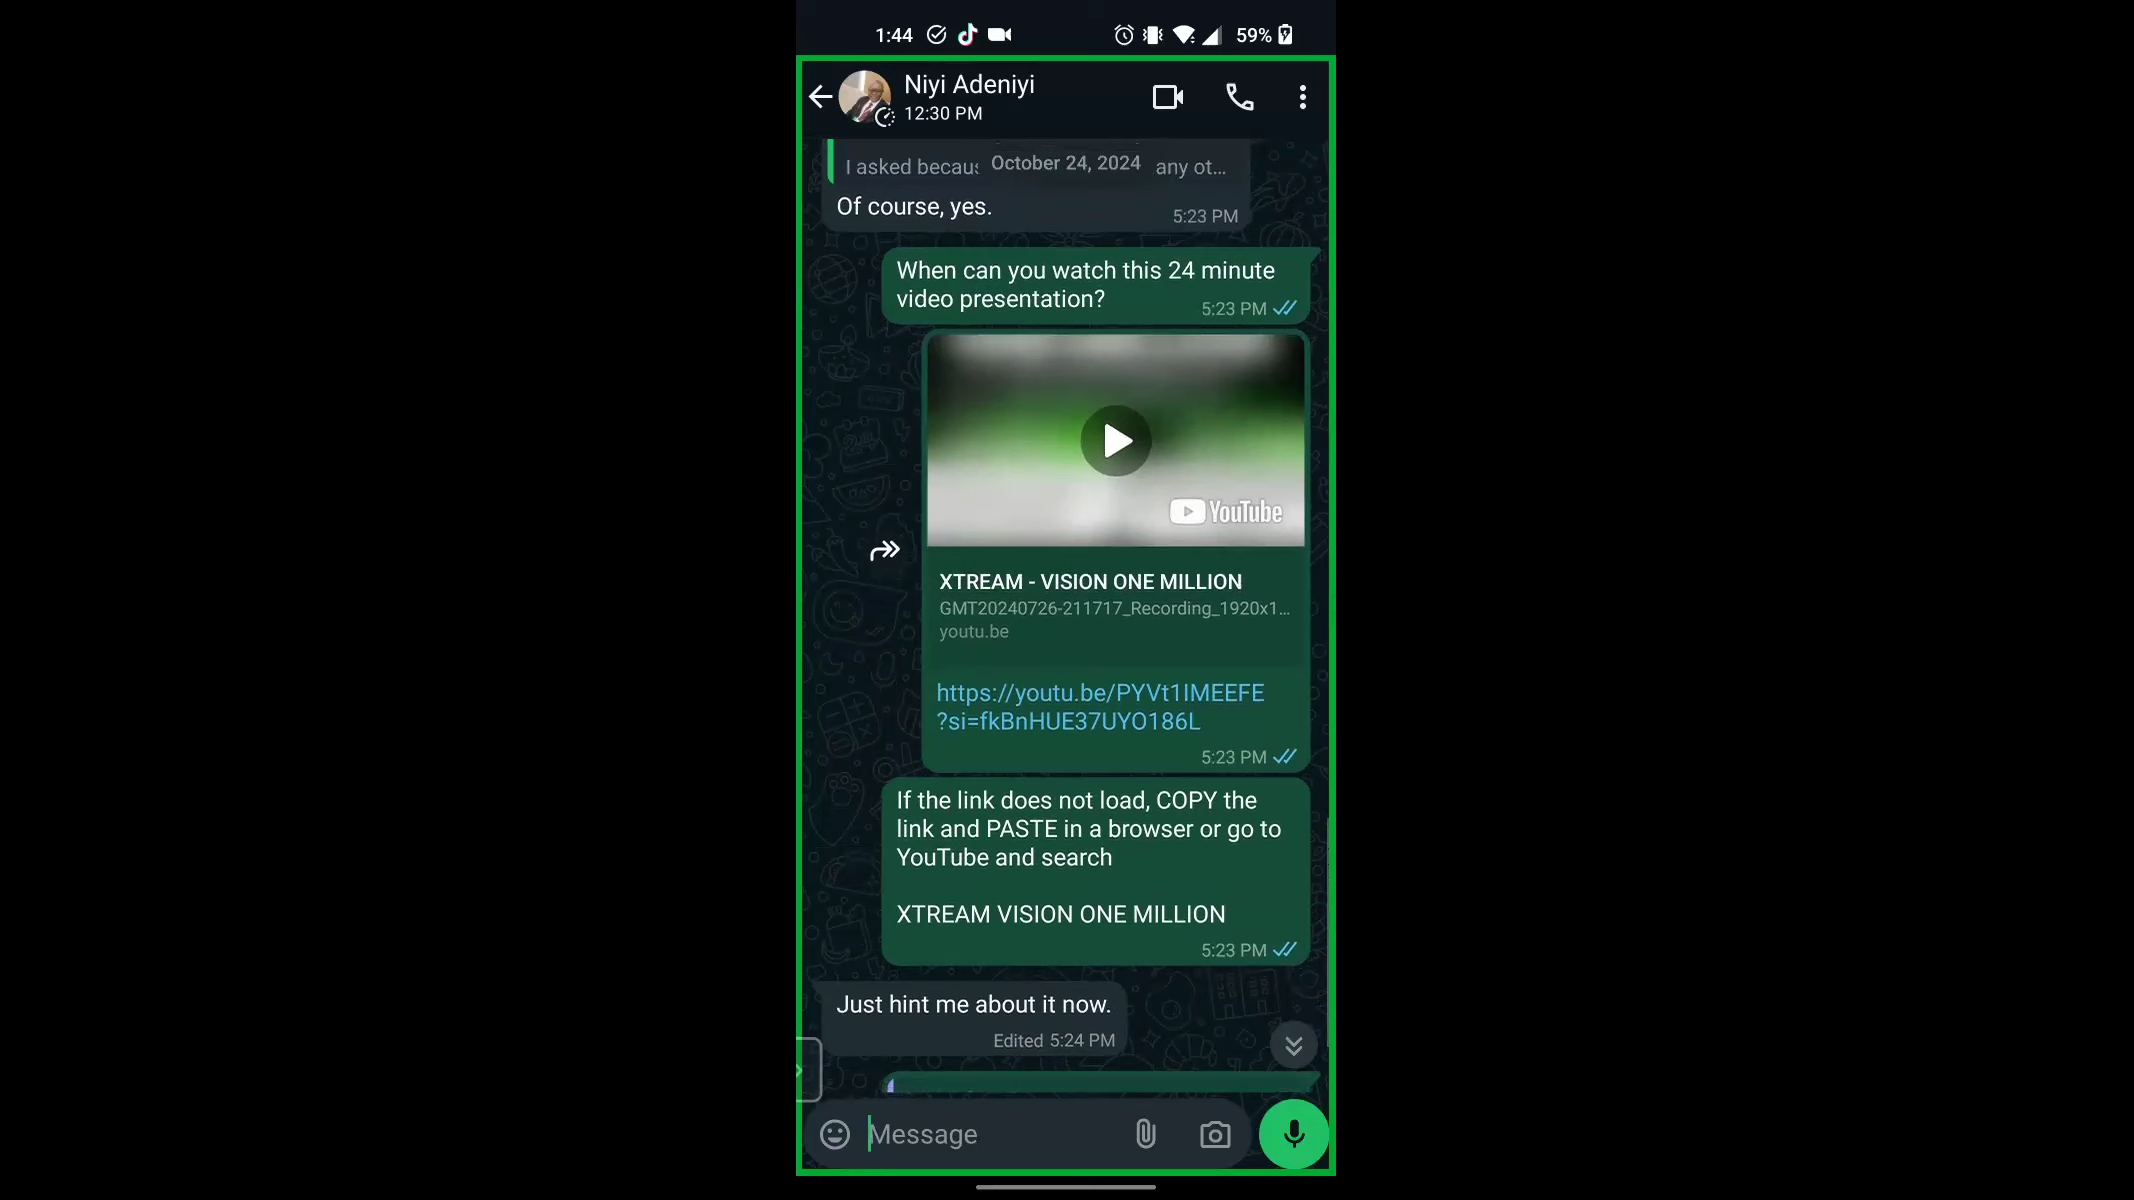 1:44
59%
Niyi Adeniyi
12:30 PM
October 24, 2024
I asked any ot...
Of course, yes.
5:23 PM
When can you watch this 24 minute
video presentation?
5:23 PM
YouTube
XTREAM - VISION ONE MILLION
GMT20240726-211717_Recording_1920x1...
youtu.be
https://youtu.be/PYVt1IMEEFE
?si=fkBnHUE37UYO186L
5:23 PM
If the link does not load, COPY the
link and PASTE in a browser or go to
YouTube and search
XTREAM VISION ONE MILLION
5:23 PM
Just hint me about it now.
Edited 5:24 PM
Message